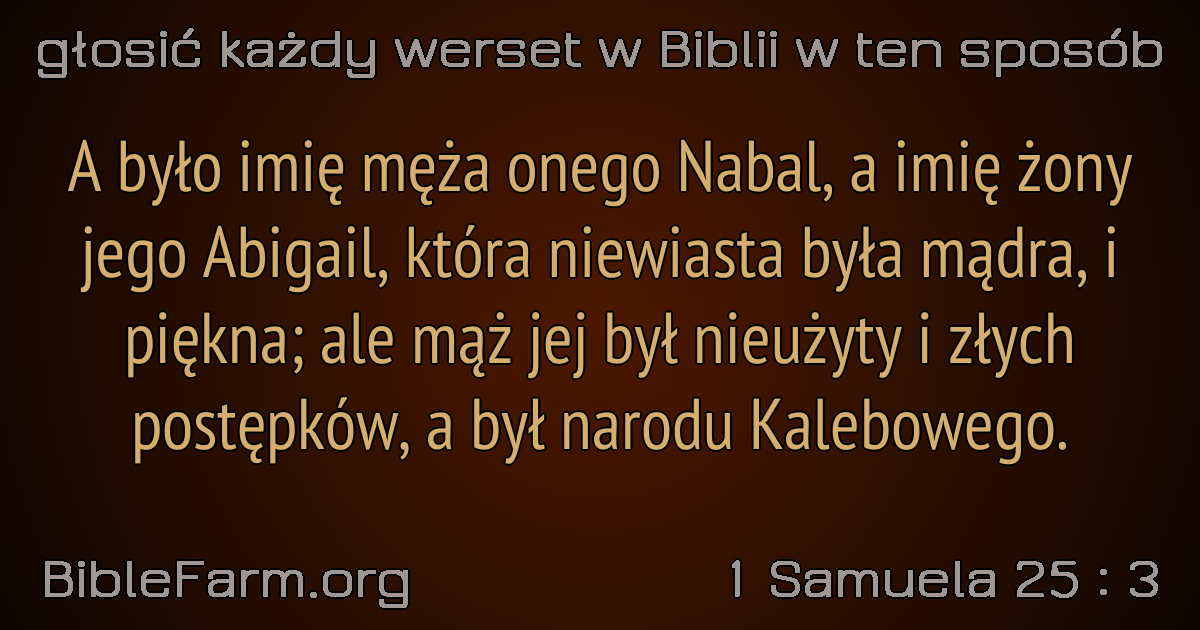 głosić każdy werset w Biblii w ten sposób
A było imię męża onego Nabal, a imię żony
jego Abigail, która niewiasta była mądra, i
piękna; ale mąż jej był nieużyty i złych
postępków, a był narodu Kalebowego.
BibleFarm.org
1 Samuela 25 : 3